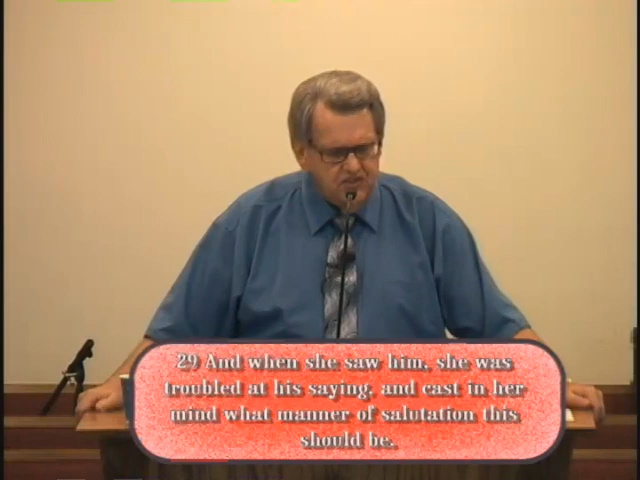 29 And when she saw him, she was
troubled at his saying, and cast in her
mind what manner of salutation this
should be.